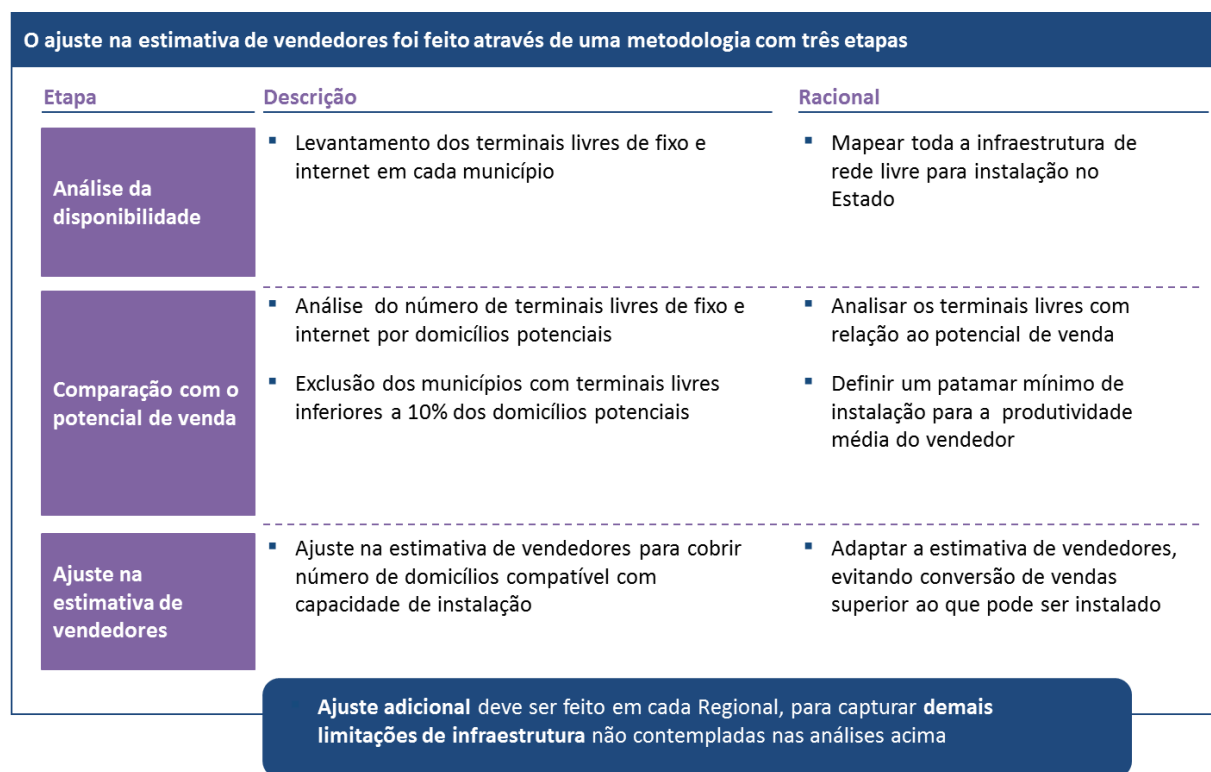 O ajuste na estimativa de vendedores foi feito através de uma metodologia com três etapas
Etapa
Descrição
Racional
Análise da
disponibilidade
▪ Levantamento dos terminais livres de fixo e
internet em cada município
▪ Mapear toda a infraestrutura de
rede livre para instalação no
Estado
Comparação com o
potencial de venda
▪ Análise do número de terminais livres de fixo e
internet por domicílios potenciais
▪ Exclusão dos municípios com terminais livres
inferiores a 10% dos domicílios potenciais
▪ Analisar os terminais livres com
relação ao potencial de venda
▪ Definir um patamar mínimo de
instalação para a produtividade
média do vendedor
Ajuste na
estimativa de
vendedores
▪ Ajuste na estimativa de vendedores para cobrir
número de domicílios compatível com
capacidade de instalação
▪ Adaptar a estimativa de vendedores,
evitando conversão de vendas
superior ao que pode ser instalado
Ajuste adicional deve ser feito em cada Regional, para capturar demais
limitações de infraestrutura não contempladas nas análises acima